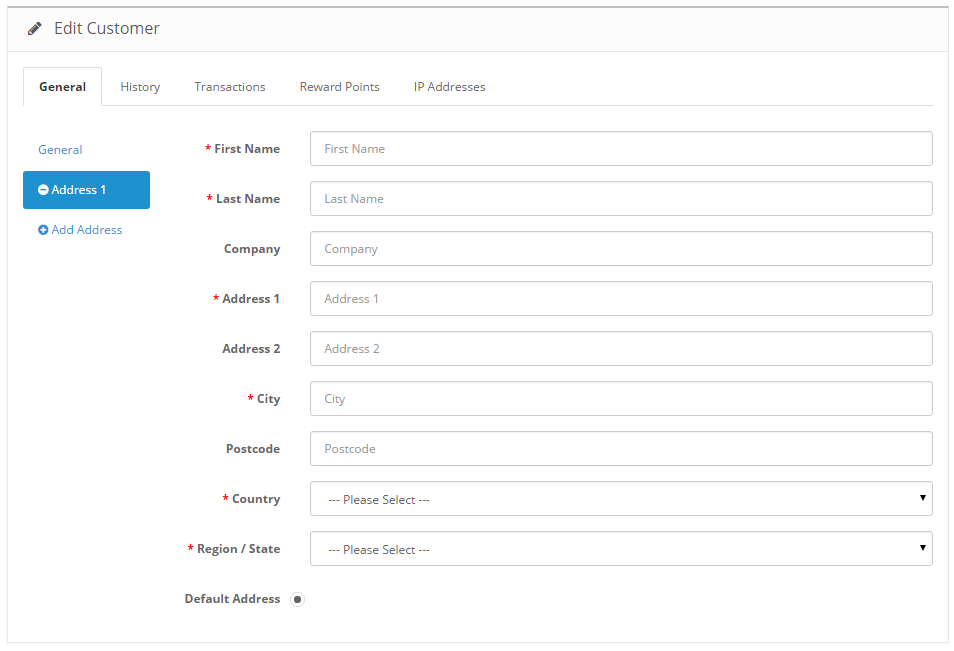 Edit Customer
General History Transactions Reward Points IP Addresses
General
Address 1
Add Address
* First Name First Name
* Last Name Last Name
Company Company
* Address 1 Address 1
Address 2 Address 2
* City City
Postcode Postcode
* Country --- Please Select ---
* Region / State --- Please Select ---
Default Address